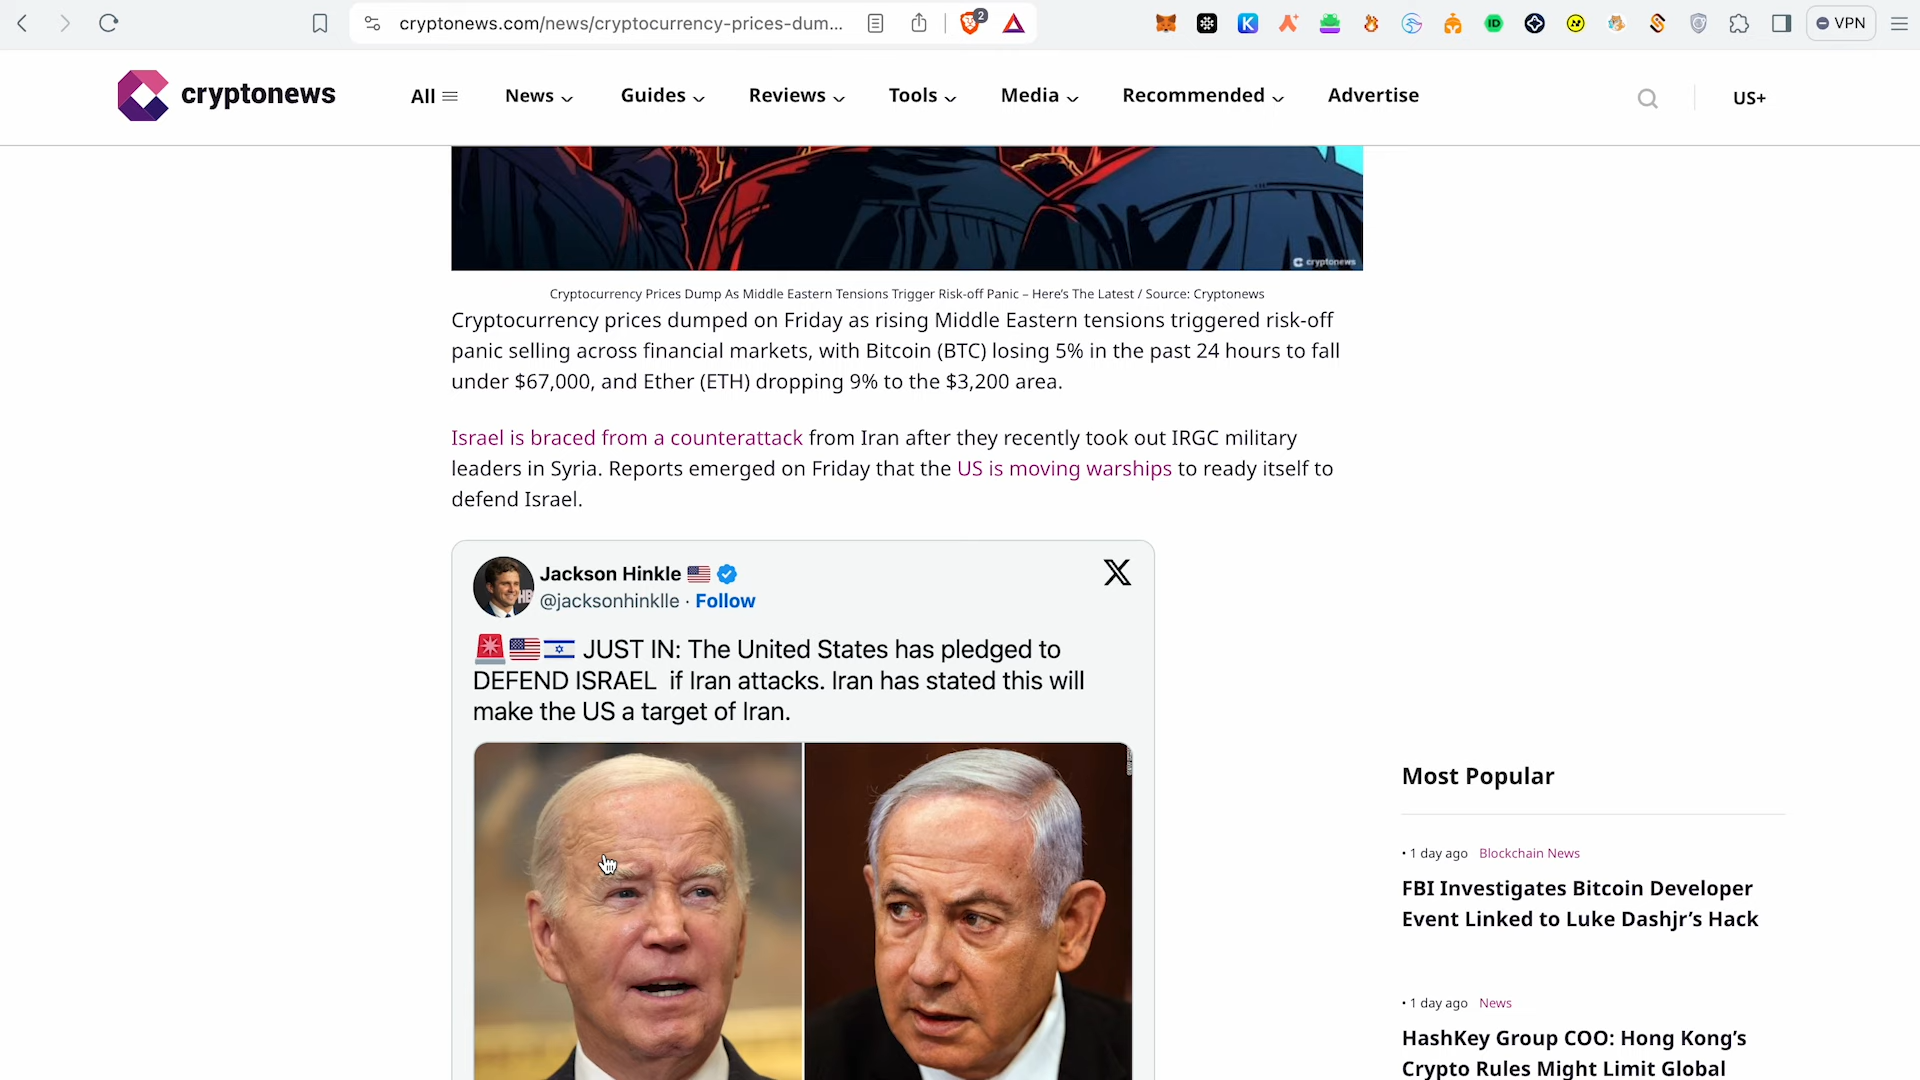 cryptonews.com/news/cryptocurrency-prices-dum...
2
VPN
cryptonews
All
News
Guides
Reviews
Tools
Media
Recommended
Advertise
US+
cryptonews
Cryptocurrency Prices Dump As Middle Eastern Tensions Trigger Risk-off Panic – Here's The Latest / Source: Cryptonews
Cryptocurrency prices dumped on Friday as rising Middle Eastern tensions triggered risk-off
panic selling across financial markets, with Bitcoin (BTC) losing 5% in the past 24 hours to fall
under $67,000, and Ether (ETH) dropping 9% to the $3,200 area.
Israel is braced from a counterattack from Iran after they recently took out IRGC military
leaders in Syria. Reports emerged on Friday that the US is moving warships to ready itself to
defend Israel.
Jackson Hinkle 🇺🇸
@jacksonhinklle · Follow
🚨🇺🇸🇮🇱 JUST IN: The United States has pledged to
DEFEND ISRAEL if Iran attacks. Iran has stated this will
make the US a target of Iran.
Most Popular
• 1 day ago Blockchain News
FBI Investigates Bitcoin Developer
Event Linked to Luke Dashjr's Hack
• 1 day ago News
HashKey Group COO: Hong Kong's
Crypto Rules Might Limit Global